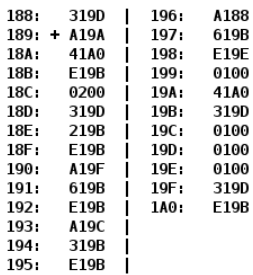 188: 319D | 196: A188
189: + A19A | 197: 619B
18A: 41A0 | 198: E19E
18B: E19B | 199: 0100
18C: 0200 | 19A: 41A0
18D: 319D | 19B: 319D
18E: 219B | 19C: 0100
18F: E19B | 19D: 0100
190: A19F | 19E: 0100
191: 619B | 19F: 319D
192: E19B | 1A0: E19B
193: A19C |
194: 319B |
195: E19B |